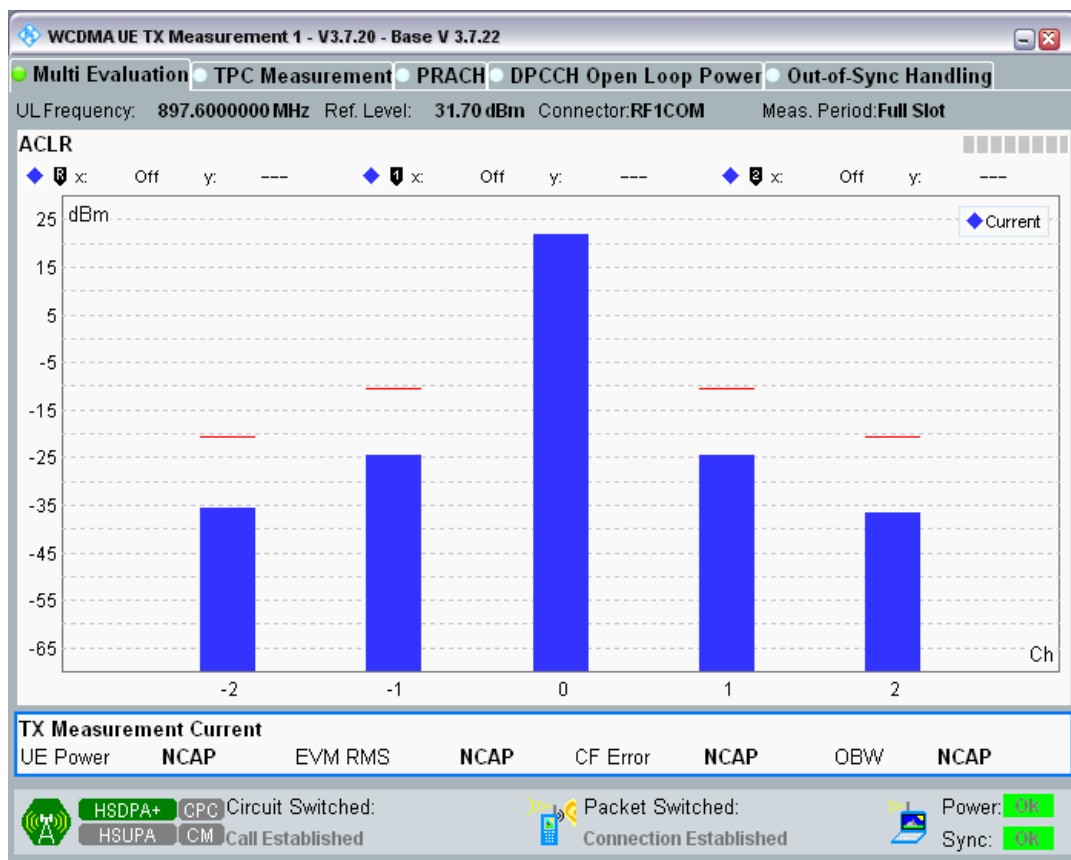 WCDMA UE TX Measurement 1 - V3.7.20 - Base V 3.7.22
Multi Evaluation TPC Measurement PRACH DPCCH Open Loop Power Out-of-Sync Handling
UL Frequency: 897.6000000 MHz Ref. Level: 31.70 dBm Connector:RF1COM Meas. Period:Full Slot
ACLR
R x: Off y: --- 1 x: Off y: --- 2 x: Off y: ---
dBm
Current
25
15
5
-5
-15
-25
-35
-45
-55
-65
Ch
-2 -1 0 1 2
TX Measurement Current
UE Power NCAP EVM RMS NCAP CF Error NCAP OBW NCAP
HSDPA+ CPC Circuit Switched: Packet Switched: Power: OK
HSUPA CM Call Established Connection Established Sync: OK